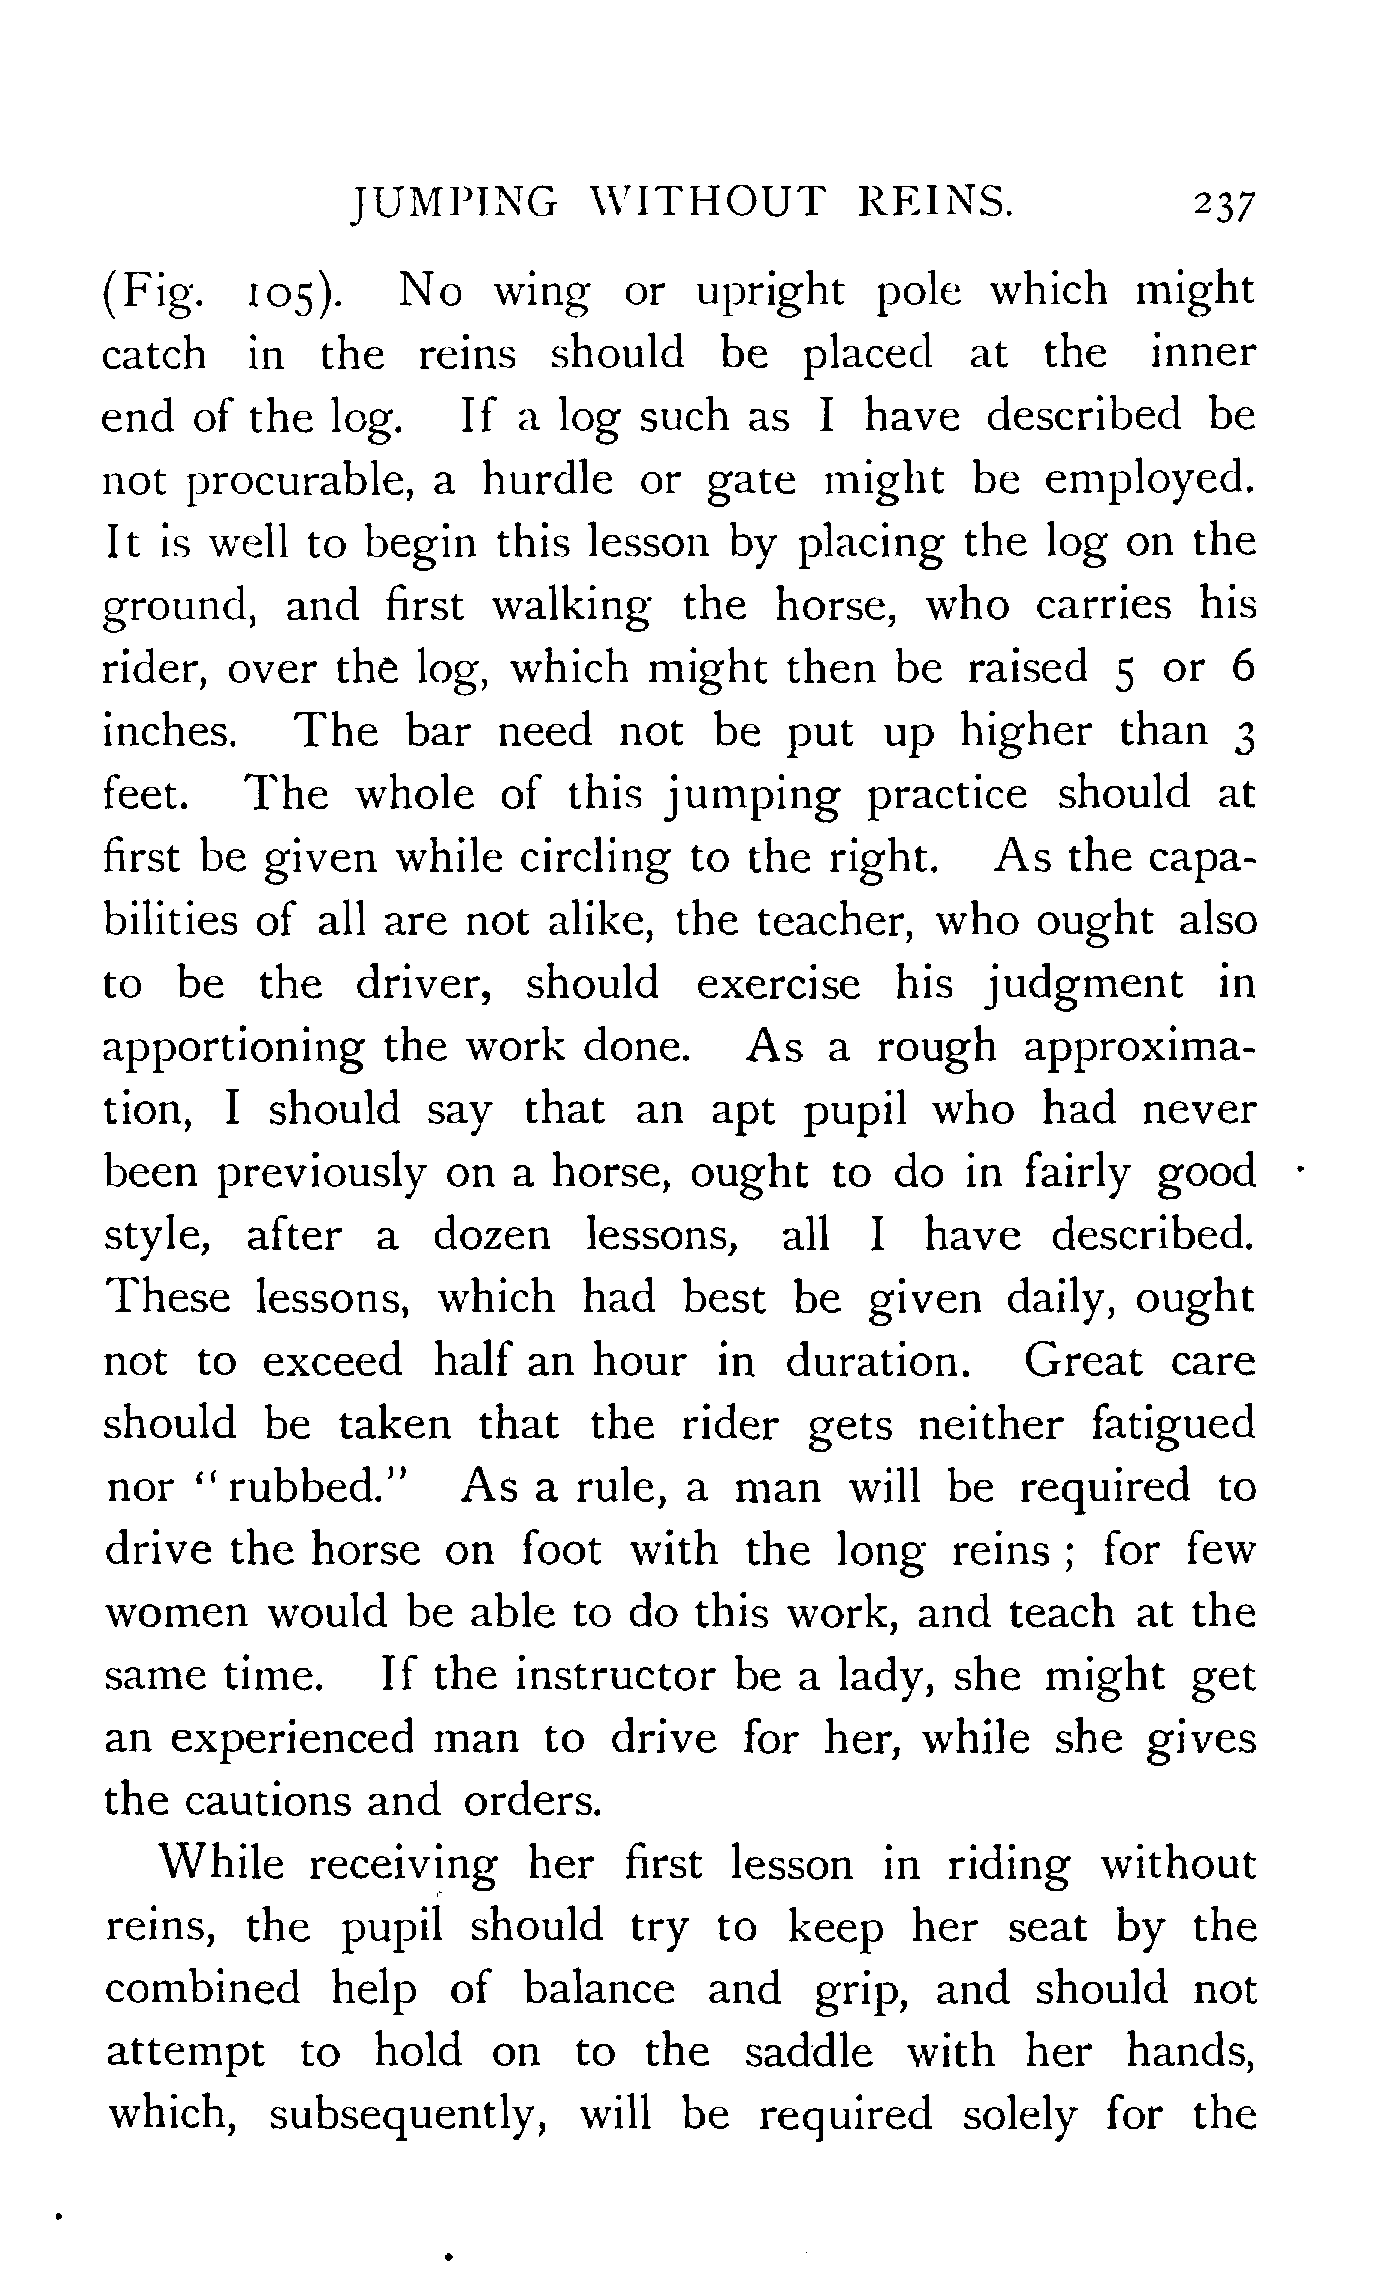 JUMPING WITHOUT REINS. 237
(Fig. 105). No wing or upright pole which might
catch in the reins should be placed at the inner
end of the log. If a log such as I have described be
not procurable, a hurdle or gate might be employed.
It is well to begin this lesson by placing the log on the
ground, and first walking the horse, who carries his
rider, over the log, which might then be raised 5 or 6
inches. The bar need not be put up higher than 3
feet. The whole of this jumping practice should at
first be given while circling to the right. As the capa-
bilities of all are not alike, the teacher, who ought also
to be the driver, should exercise his judgment in
apportioning the work done. As a rough approxima-
tion, I should say that an apt pupil who had never
been previously on a horse, ought to do in fairly good
style, after a dozen lessons, all I have described.
These lessons, which had best be given daily, ought
not to exceed half an hour in duration. Great care
should be taken that the rider gets neither fatigued
nor "rubbed." As a rule, a man will be required to
drive the horse on foot with the long reins ; for few
women would be able to do this work, and teach at the
same time. If the instructor be a lady, she might get
an experienced man to drive for her, while she gives
the cautions and orders.
While receiving her first lesson in riding without
reins, the pupil should try to keep her seat by the
combined help of balance and grip, and should not
attempt to hold on to the saddle with her hands,
which, subsequently, will be required solely for the